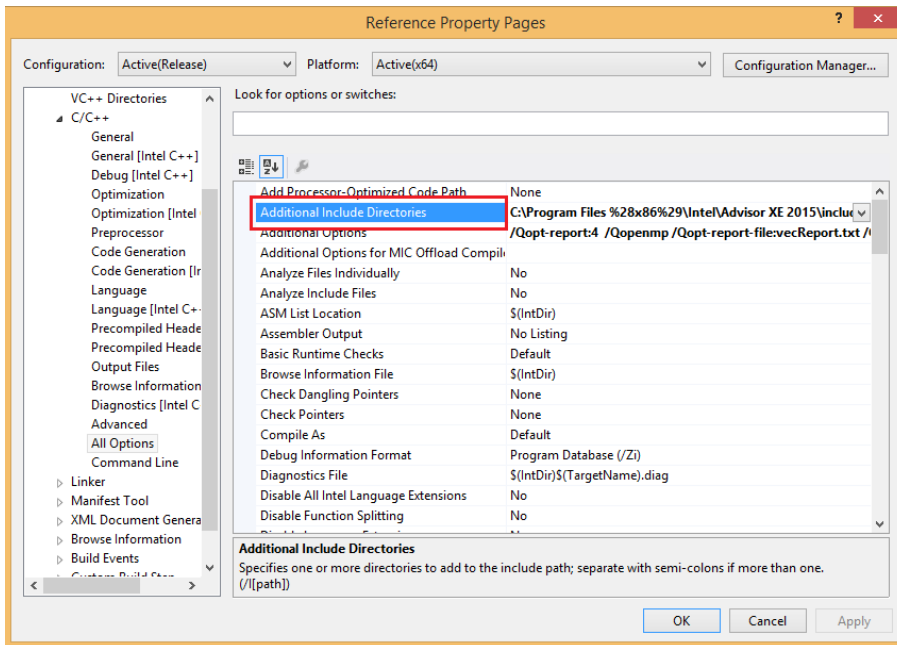 Reference Property Pages
? ×
Configuration: Active(Release) Platform: Active(x64) Configuration Manager...
VC++ Directories
C/C++
General
General [Intel C++]
Debug [Intel C++]
Optimization
Optimization [Intel
Preprocessor
Code Generation
Code Generation [Ir
Language
Language [Intel C+
Precompiled Heade
Precompiled Heade
Output Files
Browse Information
Diagnostics [Intel C
Advanced
All Options
Command Line
Linker
Manifest Tool
XML Document Genera
Browse Information
Build Events
Custom Build Step
Look for options or switches:
Add Processor-Optimized Code Path None
Additional Include Directories C:\Program Files %28x86%29\Intel\Advisor XE 2015\includ
Additional Options /Qopt-report:4 /Qopenmp /Qopt-report-file:vecReport.txt /
Additional Options for MIC Offload Compil
Analyze Files Individually No
Analyze Include Files No
ASM List Location $(IntDir)
Assembler Output No Listing
Basic Runtime Checks Default
Browse Information File $(IntDir)
Check Dangling Pointers None
Check Pointers None
Compile As Default
Debug Information Format Program Database (/Zi)
Diagnostics File $(IntDir)$(TargetName).diag
Disable All Intel Language Extensions No
Disable Function Splitting No
Additional Include Directories
Specifies one or more directories to add to the include path; separate with semi-colons if more than one.
(/I[path])
OK Cancel Apply